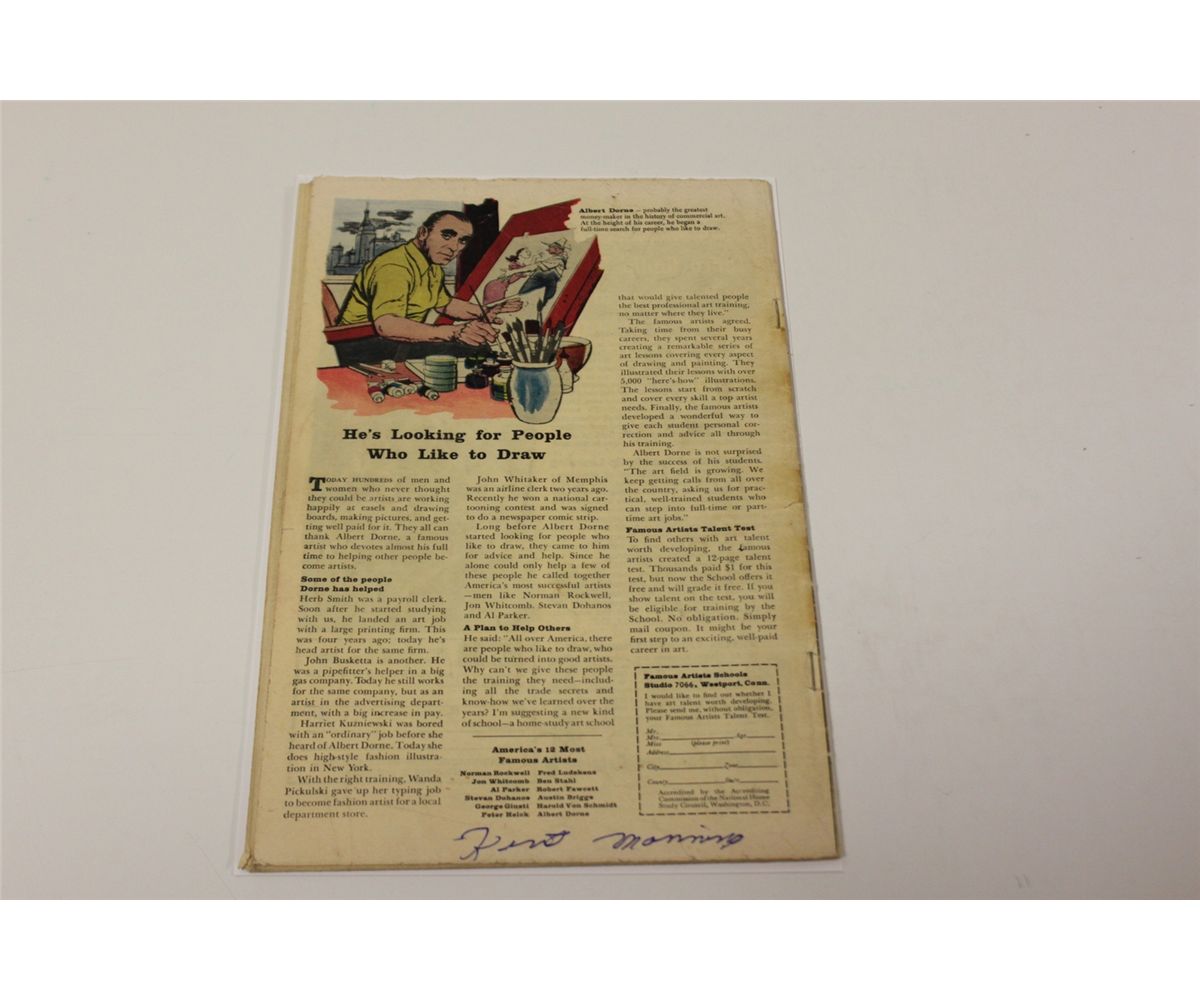 Albert Dorne — probably the greatest
money-maker in the history of commercial art.
At the height of his career, he began a
full-time search for people who like to draw.
He's Looking for People
Who Like to Draw
TODAY HUNDREDS of men and
women who never thought
they could be artists are working
happily at easels and drawing
boards, making pictures, and get-
ting well paid for it. They all can
thank Albert Dorne, a famous
artist who devotes almost his full
time to helping other people be-
come artists.
Some of the people
Dorne has helped
Herb Smith was a payroll clerk.
Soon after he started studying
with us, he landed an art job
with a large printing firm. This
was four years ago; today he's
head artist for the same firm.
John Busketta is another. He
was a pipefitter's helper in a big
gas company. Today he still works
for the same company, but as an
artist in the advertising depart-
ment, with a big increase in pay.
Harriet Kuzniewski was bored
with an "ordinary" job before she
heard of Albert Dorne. Today she
does high-style fashion illustra-
tion in New York.
With the right training, Wanda
Pickulski gave up her typing job
to become fashion artist for a local
department store.
John Whitaker of Memphis
was an airline clerk two years ago.
Recently he won a national car-
tooning contest and was signed
to do a newspaper comic strip.
Long before Albert Dorne
started looking for people who
like to draw, they came to him
for advice and help. Since he
alone could only help a few of
these people he called together
America's most successful artists
—men like Norman Rockwell,
Jon Whitcomb, Stevan Dohanos
and Al Parker.
A Plan to Help Others
He said: "All over America, there
are people who like to draw, who
could be turned into good artists.
Why can't we give these people
the training they need—includ-
ing all the trade secrets and
know-how we've learned over the
years? I'm suggesting a new kind
of school—a home-study art school
America's 12 Most
Famous Artists
Norman Rockwell Fred Ludekens
Jon Whitcomb Ben Stahl
Al Parker Robert Fawcett
Stevan Dohanos Austin Briggs
George Giusti Harold Von Schmidt
Peter Helck Albert Dorne
that would give talented people
the best professional art training,
no matter where they live."
The famous artists agreed.
Taking time from their busy
careers, they spent several years
creating a remarkable series of
art lessons covering every aspect
of drawing and painting. They
illustrated their lessons with over
5,000 "here's-how" illustrations.
The lessons start from scratch
and cover every skill a top artist
needs. Finally, the famous artists
developed a wonderful way to
give each student personal cor-
rection and advice all through
his training.
Albert Dorne is not surprised
by the success of his students.
"The art field is growing. We
keep getting calls from all over
the country, asking us for prac-
tical, well-trained students who
can step into full-time or part-
time art jobs."
Famous Artists Talent Test
To find others with art talent
worth developing, the famous
artists created a 12-page talent
test. Thousands paid $1 for this
test, but now the School offers it
free and will grade it free. If you
show talent on the test, you will
be eligible for training by the
School. No obligation. Simply
mail coupon. It might be your
first step to an exciting, well-paid
career in art.
Famous Artists Schools
Studio 7066, Westport, Conn.
I would like to find out whether I
have art talent worth developing.
Please send me, without obligation,
your Famous Artists Talent Test.
Mr.
Mrs. Age
Miss (please print)
Address
City Zone
County State
Accredited by the Accrediting
Commission of the National Home
Study Council, Washington, D.C.